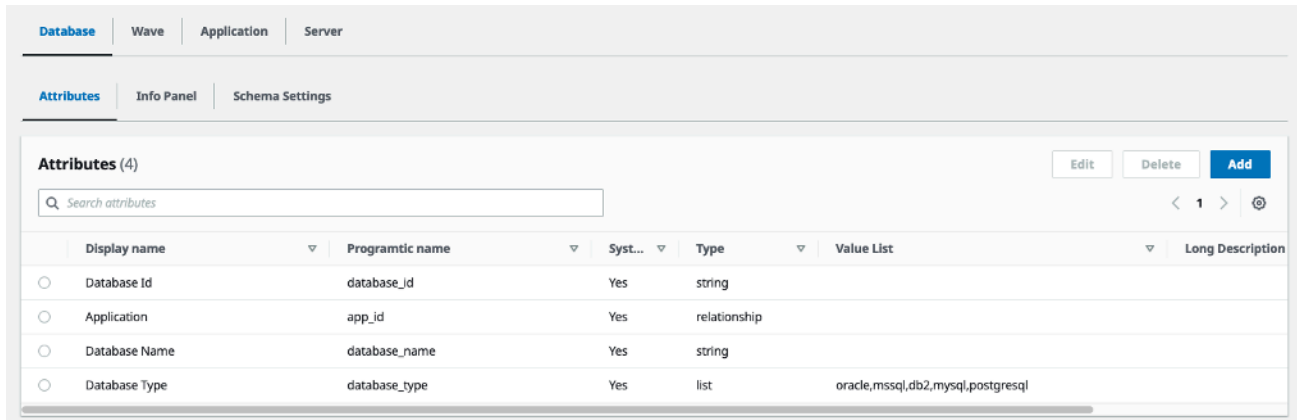 Database Wave Application Server
Attributes Info Panel Schema Settings
Attributes (4) Edit Delete Add
Search attributes 1
Display name Programtic name Syst... Type Value List Long Description
Database Id database_id Yes string
Application app_id Yes relationship
Database Name database_name Yes string
Database Type database_type Yes list oracle,mssql,db2,mysql,postgresql